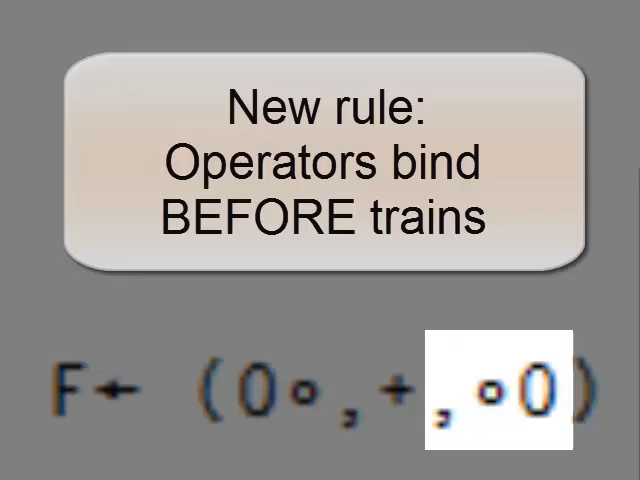 New rule:
Operators bind
BEFORE trains
F← (0∘,+,∘0)